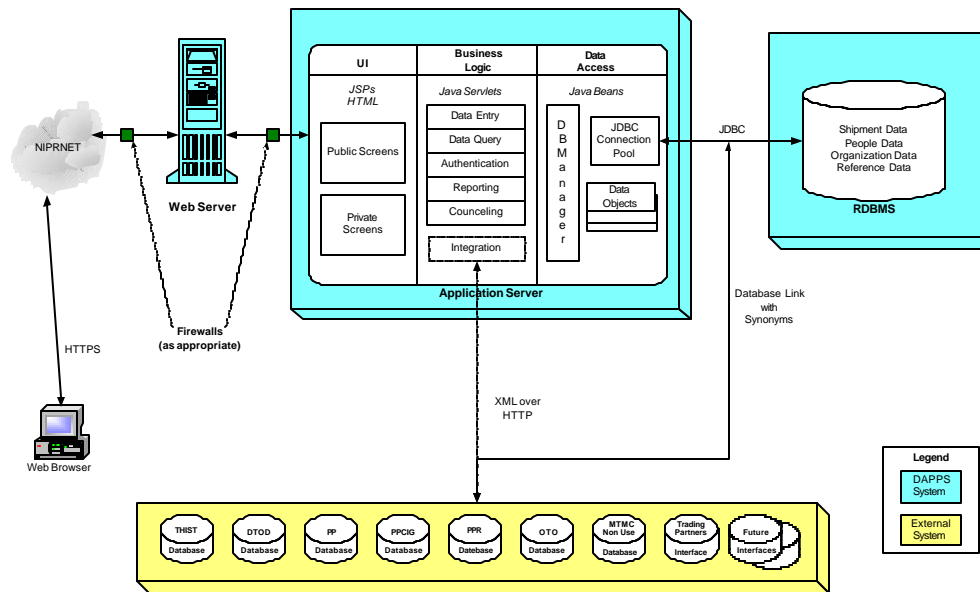 UI
Business
Logic
Data
Access
JSPs
HTML
Java Servlets
Java Beans
Public Screens
Private
Screens
Data Entry
Data Query
Authentication
Reporting
Counceling
Integration
D
B
M
a
n
a
g
e
r
JDBC
Connection
Pool
Data
Objects
Application Server
JDBC
Shipment Data
People Data
Organization Data
Reference Data
RDBMS
NIPRNET
Web Server
Firewalls
(as appropriate)
HTTPS
Web Browser
XML over
HTTP
Database Link
with
Synonyms
Legend
DAPPS
System
External
System
THIST
Database
DTOD
Database
PP
Database
PPCIG
Database
PPR
Datebase
OTO
Database
MTMC
Non Use
Database
Trading
Partners
Interface
Future
Interfaces